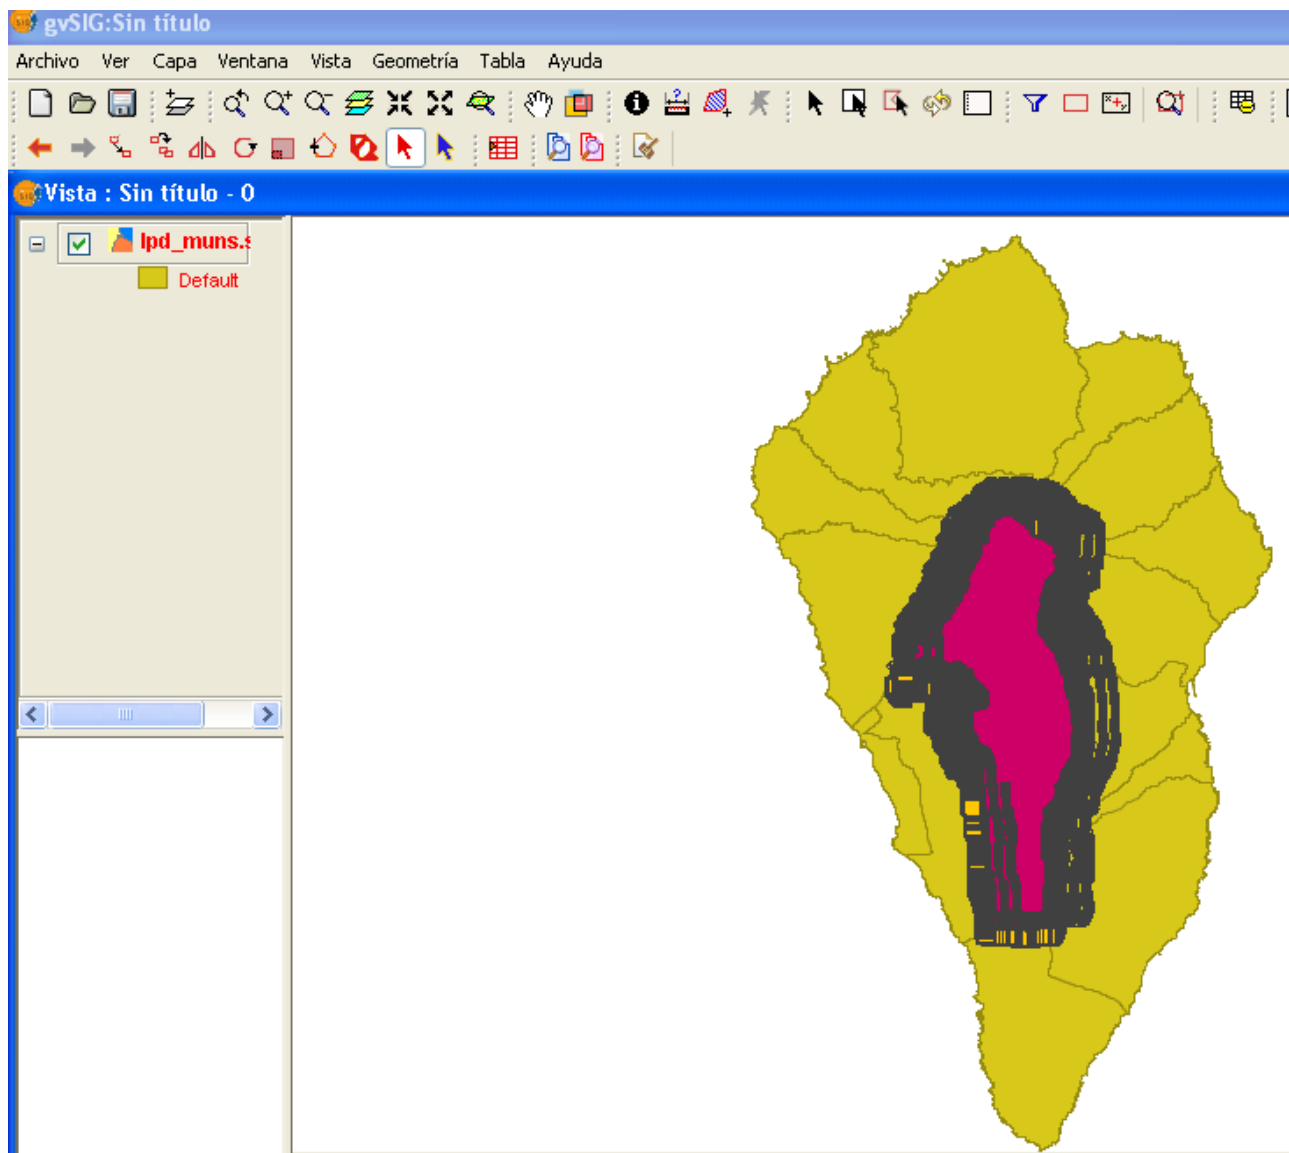 gvSIG:Sin título
Archivo Ver Capa Ventana Vista Geometría Tabla Ayuda
Vista : Sin título - 0
lpd_muns.s
Default